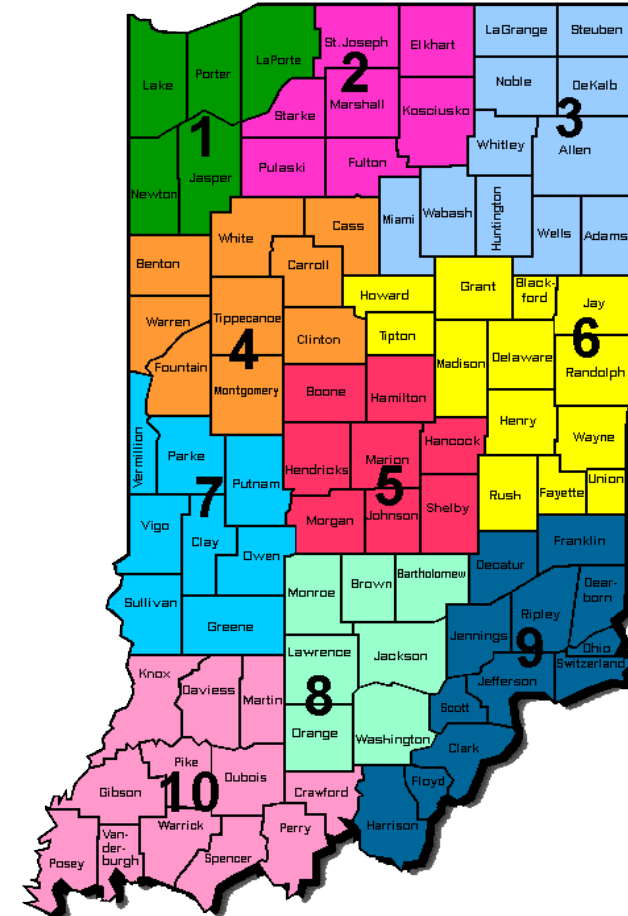 LaGrange
Steuben
St.Joseph
Elkhart
LaPorte
Porter
Lake
2
Noble
DeKalb
Marshall
Kosciusko
Starke
3
1
Whitley
Allen
Pulaski
Fulton
Jasper
Newton
Miami
Wabash
Huntington
Wells
Adams
White
Cass
Benton
Carroll
Howard
Grant
Black-
ford
Jay
Warren
Tippecanoe
Clinton
Tipton
4
6
Madison
Delaware
Randolph
Fountain
Montgomery
Boone
Hamilton
Henry
Wayne
Hancock
Vermillion
Parke
Putnam
Hendricks
Marion
5
7
Rush
Fayette
Union
Vigo
Clay
Morgan
Johnson
Shelby
Owen
Franklin
Decatur
Monroe
Brown
Bartholomew
Dear-
born
Sullivan
Greene
Ripley
Jennings
9
Ohio
Switzerland
Lawrence
Jackson
Knox
Daviess
Martin
Jefferson
8
Scott
Orange
Washington
Clark
Pike
Dubois
Gibson
10
Crawford
Floyd
Harrison
Warrick
Perry
Van-
der-
burgh
Posey
Spencer